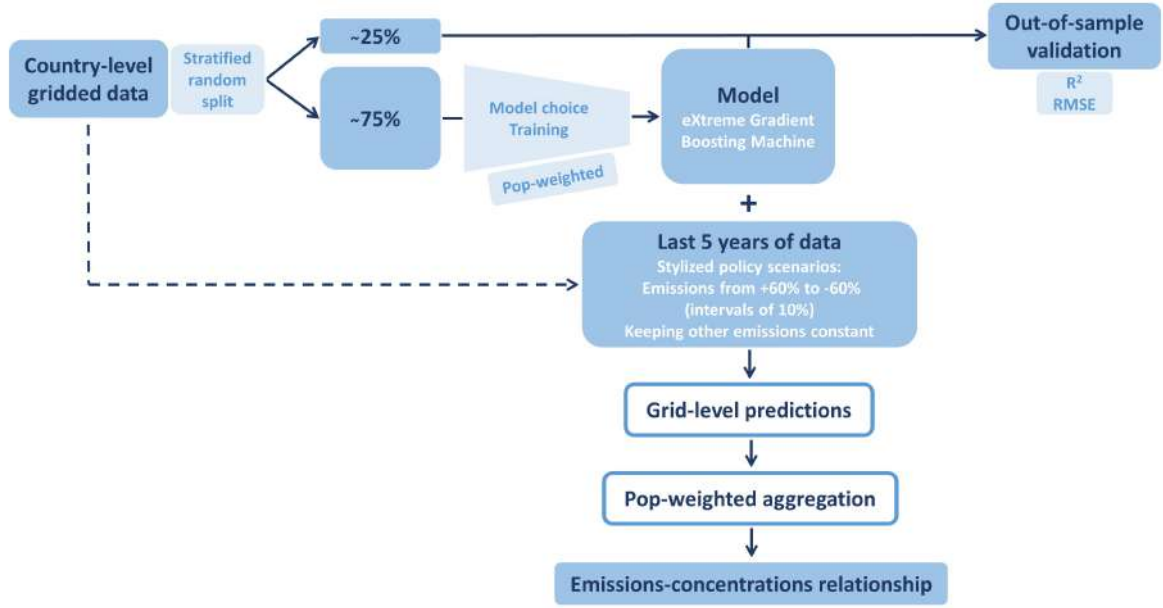 Country-level
gridded data
Stratified
random
split
~25%
~75%
Model choice
Training
Pop-weighted
Model
eXtreme Gradient
Boosting Machine
Out-of-sample
validation
R²
RMSE
+
Last 5 years of data
Stylized policy scenarios:
Emissions from +60% to -60%
(intervals of 10%)
Keeping other emissions constant
Grid-level predictions
Pop-weighted aggregation
Emissions-concentrations relationship